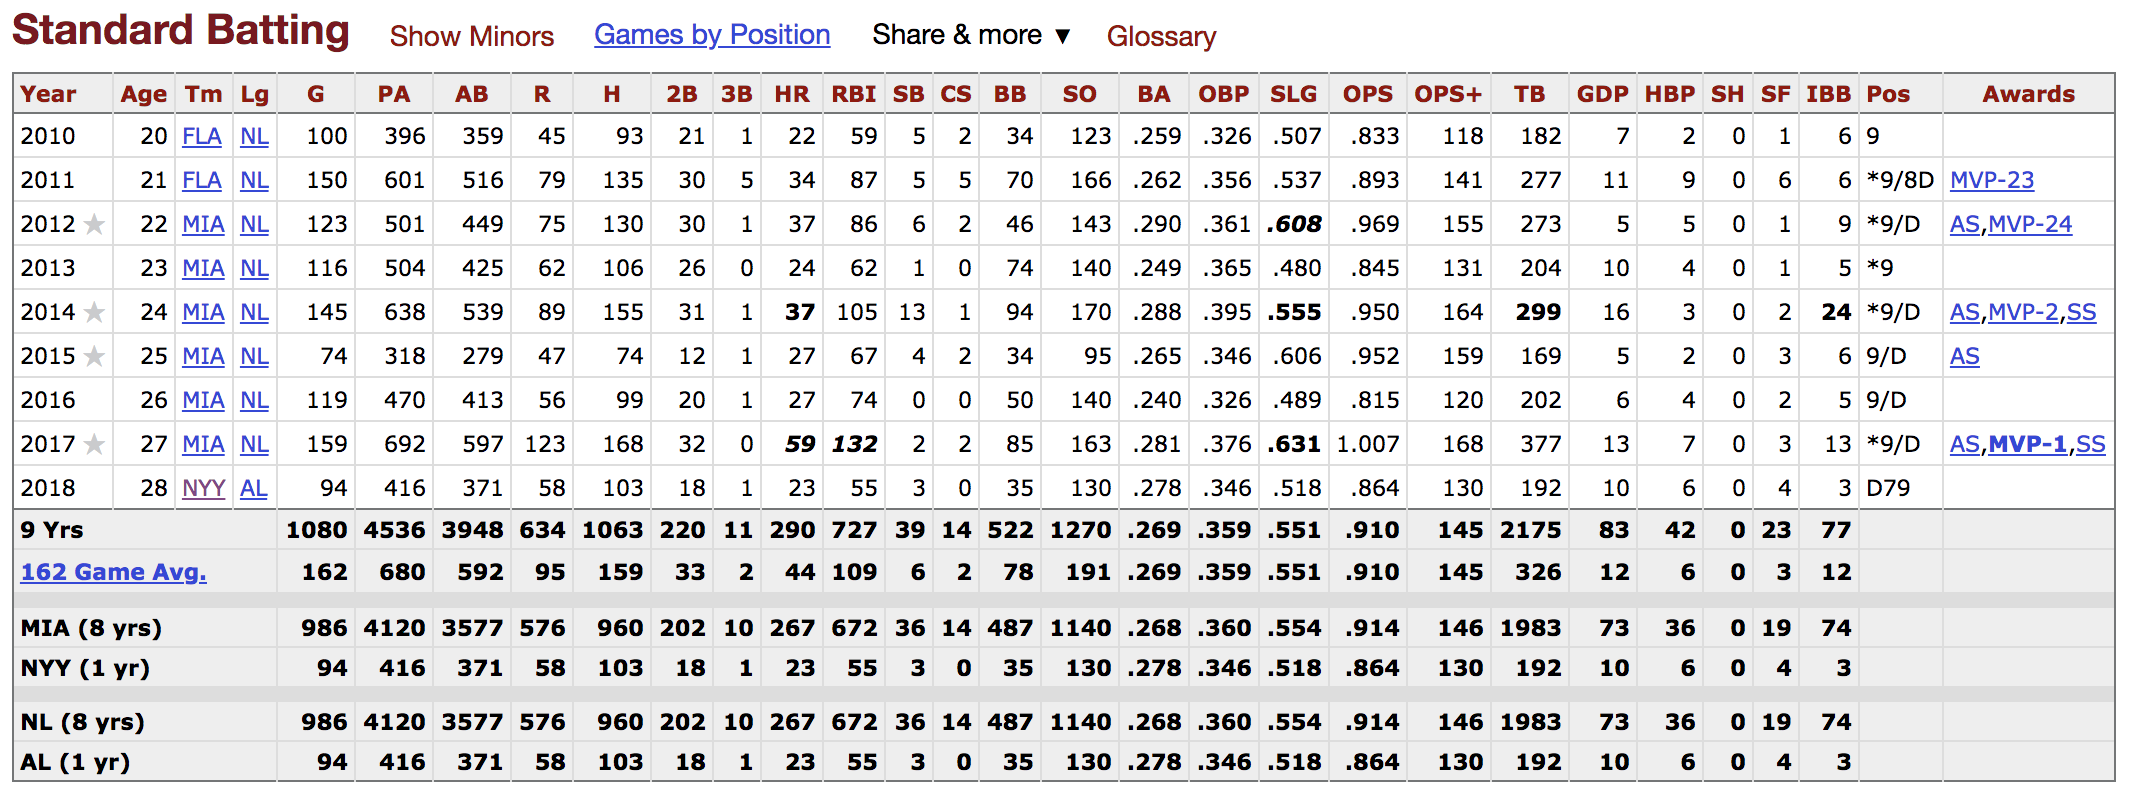 Standard Batting Show Minors Games by Position Share & more ▼ Glossary
Year Age Tm Lg G PA AB R H 2B 3B HR RBI SB CS BB SO BA OBP SLG OPS OPS+ TB GDP HBP SH SF IBB Pos Awards
2010 20 FLA NL 100 396 359 45 93 21 1 22 59 5 2 34 123 .259 .326 .507 .833 118 182 7 2 0 1 6 9
2011 21 FLA NL 150 601 516 79 135 30 5 34 87 5 5 70 166 .262 .356 .537 .893 141 277 11 9 0 6 6 *9/8D MVP-23
2012 ★ 22 MIA NL 123 501 449 75 130 30 1 37 86 6 2 46 143 .290 .361 .608 .969 155 273 5 5 0 1 9 *9/D AS,MVP-24
2013 23 MIA NL 116 504 425 62 106 26 0 24 62 1 0 74 140 .249 .365 .480 .845 131 204 10 4 0 1 5 *9
2014 ★ 24 MIA NL 145 638 539 89 155 31 1 37 105 13 1 94 170 .288 .395 .555 .950 164 299 16 3 0 2 24 *9/D AS,MVP-2,SS
2015 ★ 25 MIA NL 74 318 279 47 74 12 1 27 67 4 2 34 95 .265 .346 .606 .952 159 169 5 2 0 3 6 9/D AS
2016 26 MIA NL 119 470 413 56 99 20 1 27 74 0 0 50 140 .240 .326 .489 .815 120 202 6 4 0 2 5 9/D
2017 ★ 27 MIA NL 159 692 597 123 168 32 0 59 132 2 2 85 163 .281 .376 .631 1.007 168 377 13 7 0 3 13 *9/D AS,MVP-1,SS
2018 28 NYY AL 94 416 371 58 103 18 1 23 55 3 0 35 130 .278 .346 .518 .864 130 192 10 6 0 4 3 D79
9 Yrs 1080 4536 3948 634 1063 220 11 290 727 39 14 522 1270 .269 .359 .551 .910 145 2175 83 42 0 23 77
162 Game Avg. 162 680 592 95 159 33 2 44 109 6 2 78 191 .269 .359 .551 .910 145 326 12 6 0 3 12
MIA (8 yrs) 986 4120 3577 576 960 202 10 267 672 36 14 487 1140 .268 .360 .554 .914 146 1983 73 36 0 19 74
NYY (1 yr) 94 416 371 58 103 18 1 23 55 3 0 35 130 .278 .346 .518 .864 130 192 10 6 0 4 3
NL (8 yrs) 986 4120 3577 576 960 202 10 267 672 36 14 487 1140 .268 .360 .554 .914 146 1983 73 36 0 19 74
AL (1 yr) 94 416 371 58 103 18 1 23 55 3 0 35 130 .278 .346 .518 .864 130 192 10 6 0 4 3